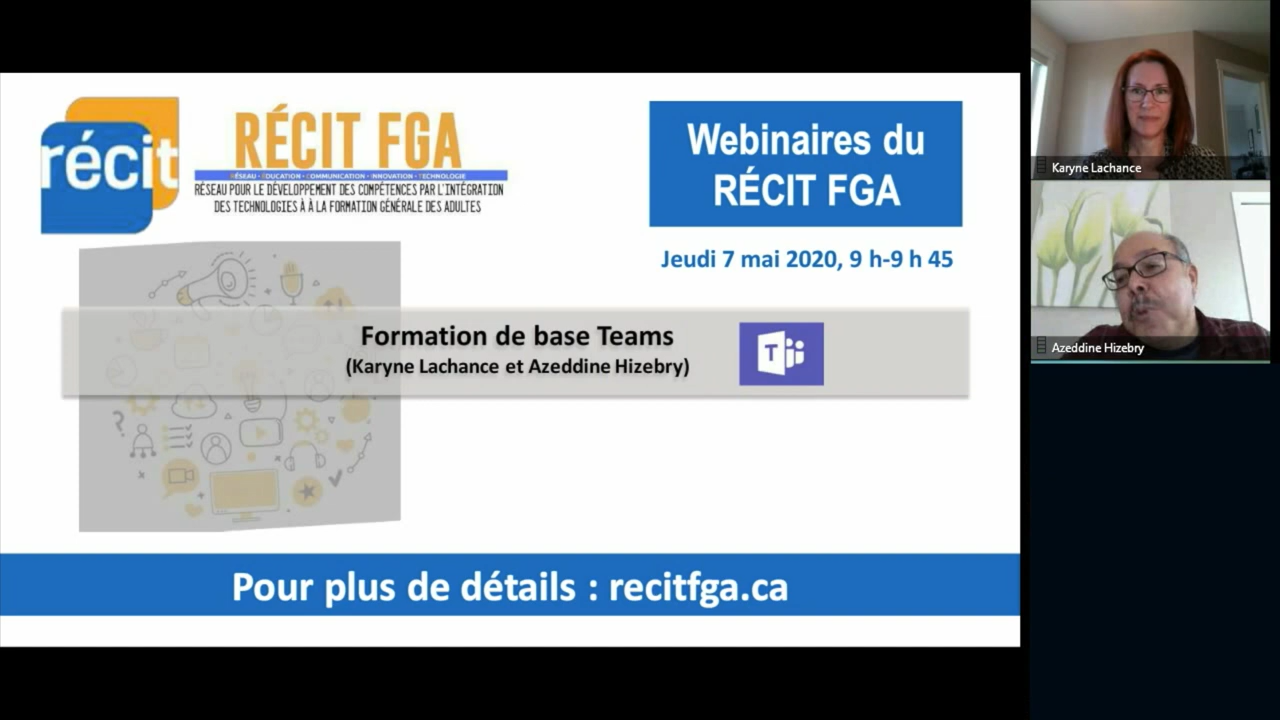 récit
RÉCIT FGA
RÉSEAU • ÉDUCATION • COMMUNICATION • INNOVATION • TECHNOLOGIE
RÉSEAU POUR LE DÉVELOPPEMENT DES COMPÉTENCES PAR L'INTÉGRATION
DES TECHNOLOGIES À À LA FORMATION GÉNÉRALE DES ADULTES
Webinaires du
RÉCIT FGA
Jeudi 7 mai 2020, 9 h-9 h 45
Formation de base Teams
(Karyne Lachance et Azeddine Hizebry)
T
Pour plus de détails : recitfga.ca
Karyne Lachance
Azeddine Hizebry